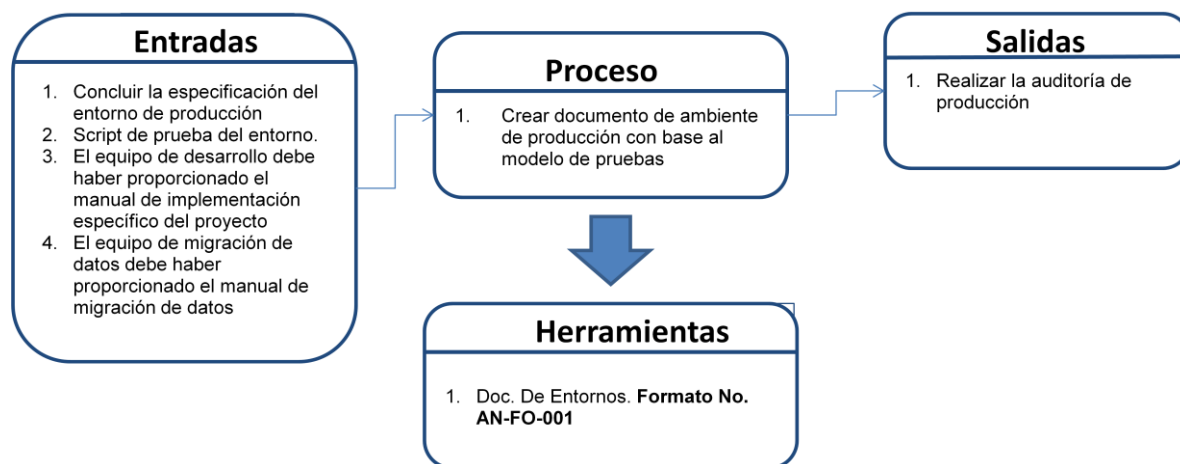 Entradas
1. Concluir la especificación del
entorno de producción
2. Script de prueba del entorno.
3. El equipo de desarrollo debe
haber proporcionado el
manual de implementación
específico del proyecto
4. El equipo de migración de
datos debe haber
proporcionado el manual de
migración de datos
Proceso
1. Crear documento de ambiente
de producción con base al
modelo de pruebas
Salidas
1. Realizar la auditoría de
producción
Herramientas
1. Doc. De Entornos. Formato No.
AN-FO-001